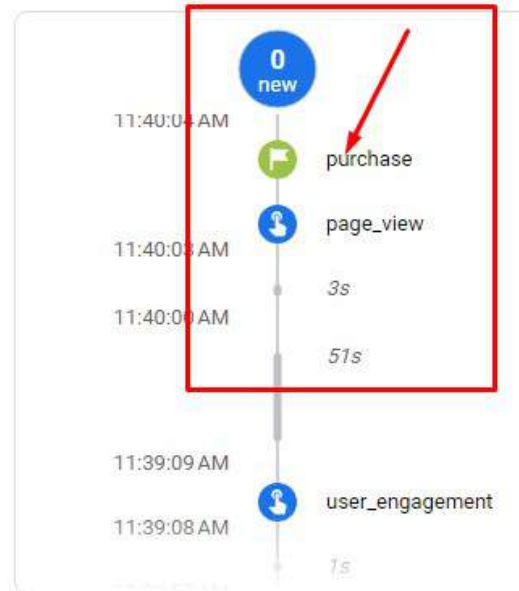 0
new
11:40:04 AM
purchase
page_view
11:40:03 AM
3s
11:40:00 AM
51s
11:39:09 AM
user_engagement
11:39:08 AM
1s